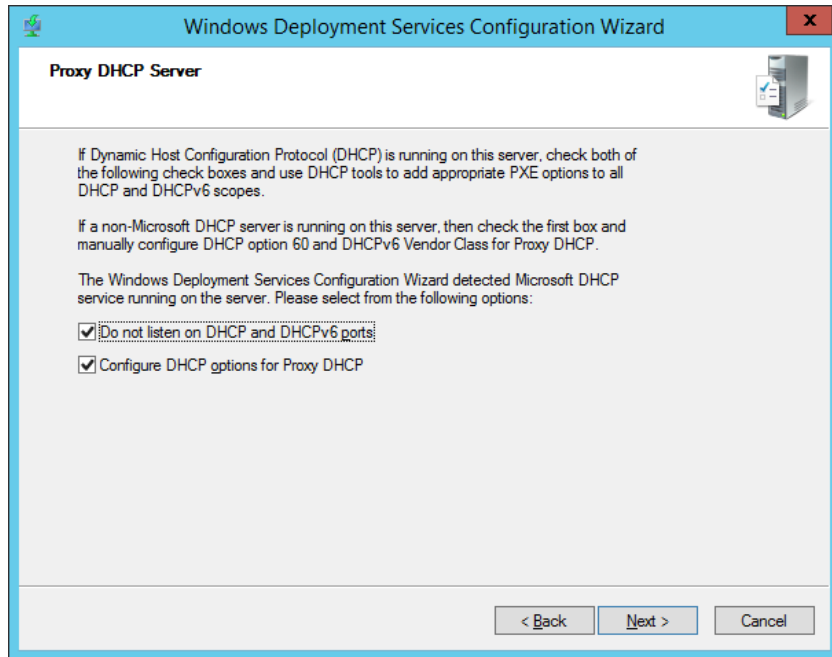 Windows Deployment Services Configuration Wizard
x
Proxy DHCP Server
If Dynamic Host Configuration Protocol (DHCP) is running on this server, check both of
the following check boxes and use DHCP tools to add appropriate PXE options to all
DHCP and DHCPv6 scopes.
If a non-Microsoft DHCP server is running on this server, then check the first box and
manually configure DHCP option 60 and DHCPv6 Vendor Class for Proxy DHCP.
The Windows Deployment Services Configuration Wizard detected Microsoft DHCP
service running on the server. Please select from the following options:
Do not listen on DHCP and DHCPv6 ports
Configure DHCP options for Proxy DHCP
< Back Next > Cancel